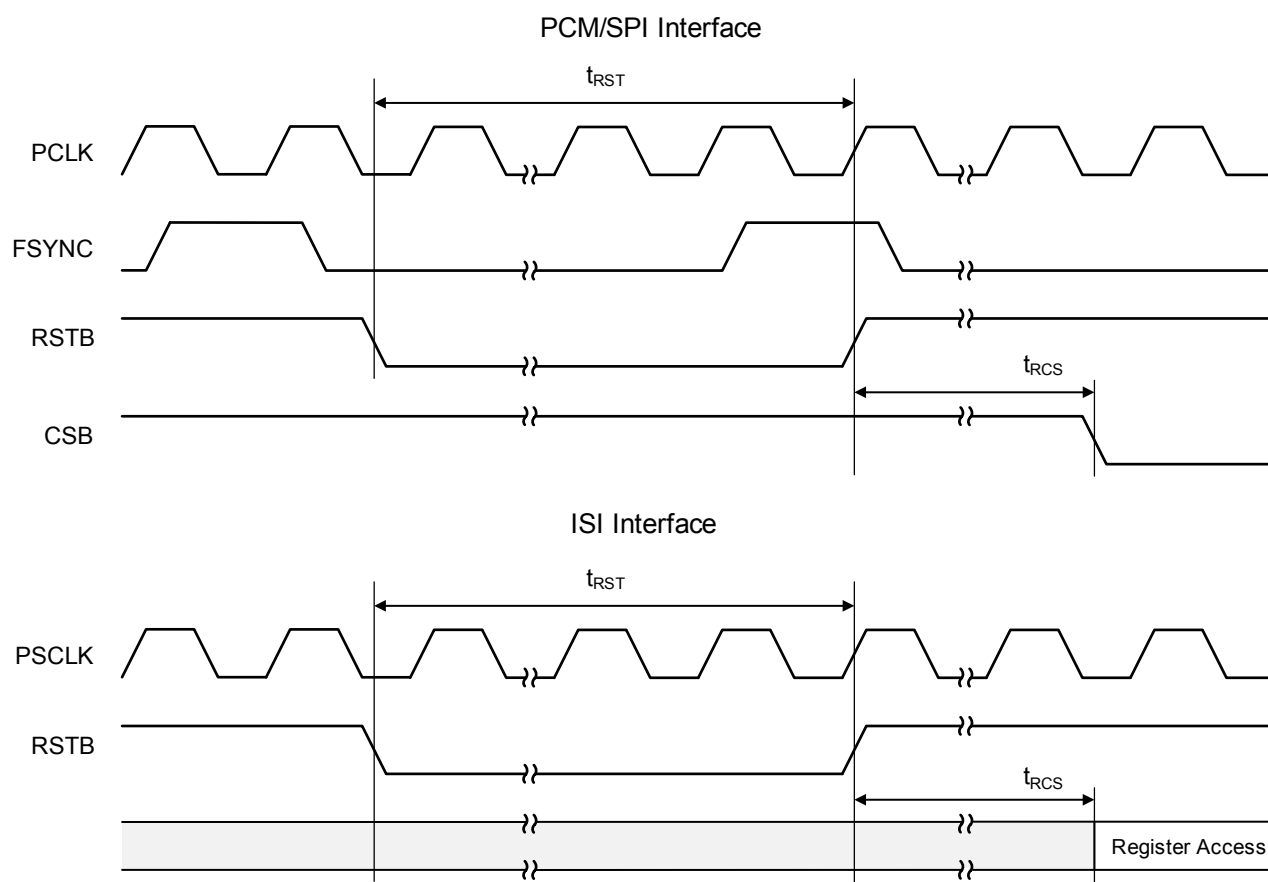 PCM/SPI Interface
tRST
PCLK
FSYNC
RSTB
tRCS
CSB
ISI Interface
tRST
PSCLK
RSTB
tRCS
Register Access